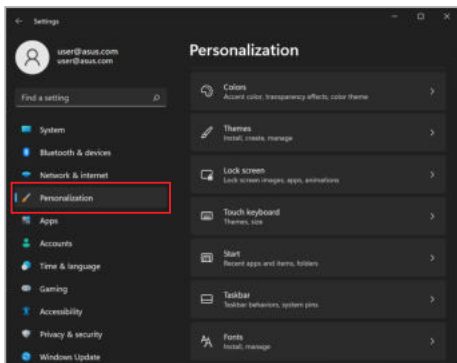 Settings
user@asus.com
user@asus.com
Find a setting
System
Bluetooth & devices
Network & internet
Personalization
Apps
Accounts
Time & language
Gaming
Accessibility
Privacy & security
Windows Update
Personalization
Colors
Accent color, transparency effects, color theme
Themes
Install, create, manage
Lock screen
Lock screen images, apps, animations
Touch keyboard
Themes, size
Start
Recent apps and items, folders
Taskbar
Taskbar behaviors, system pins
Fonts
Install, manage